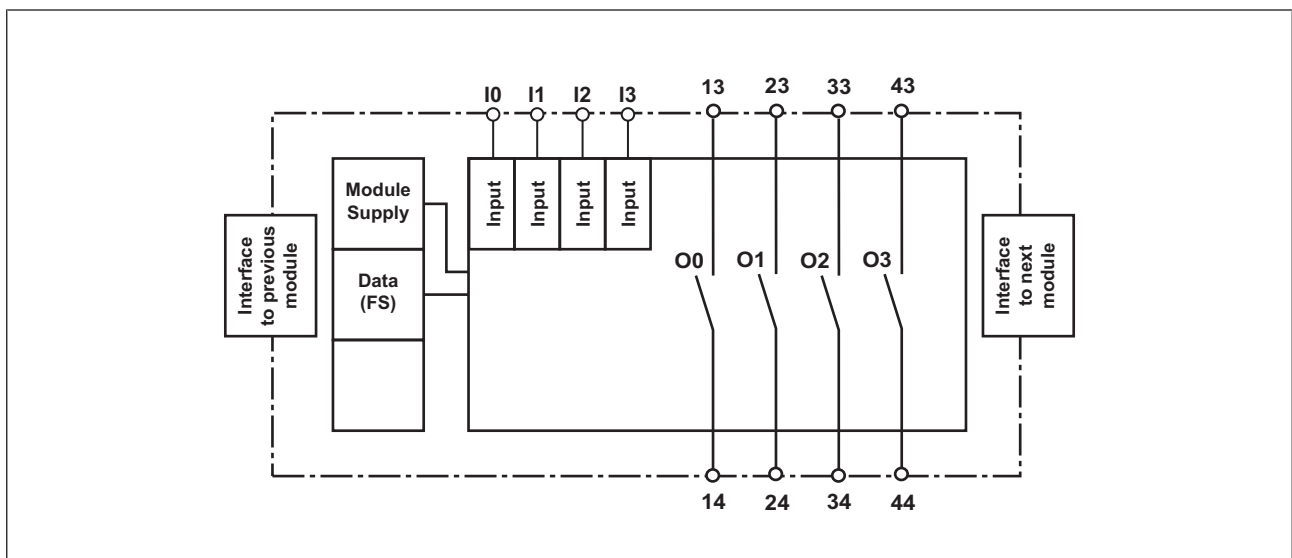 I0 I1 I2 I3 13 23 33 43
Module
Supply
Input Input Input Input
Interface
to previous
module
Data
(FS)
O0 O1 O2 O3
Interface
to next
module
14 24 34 44